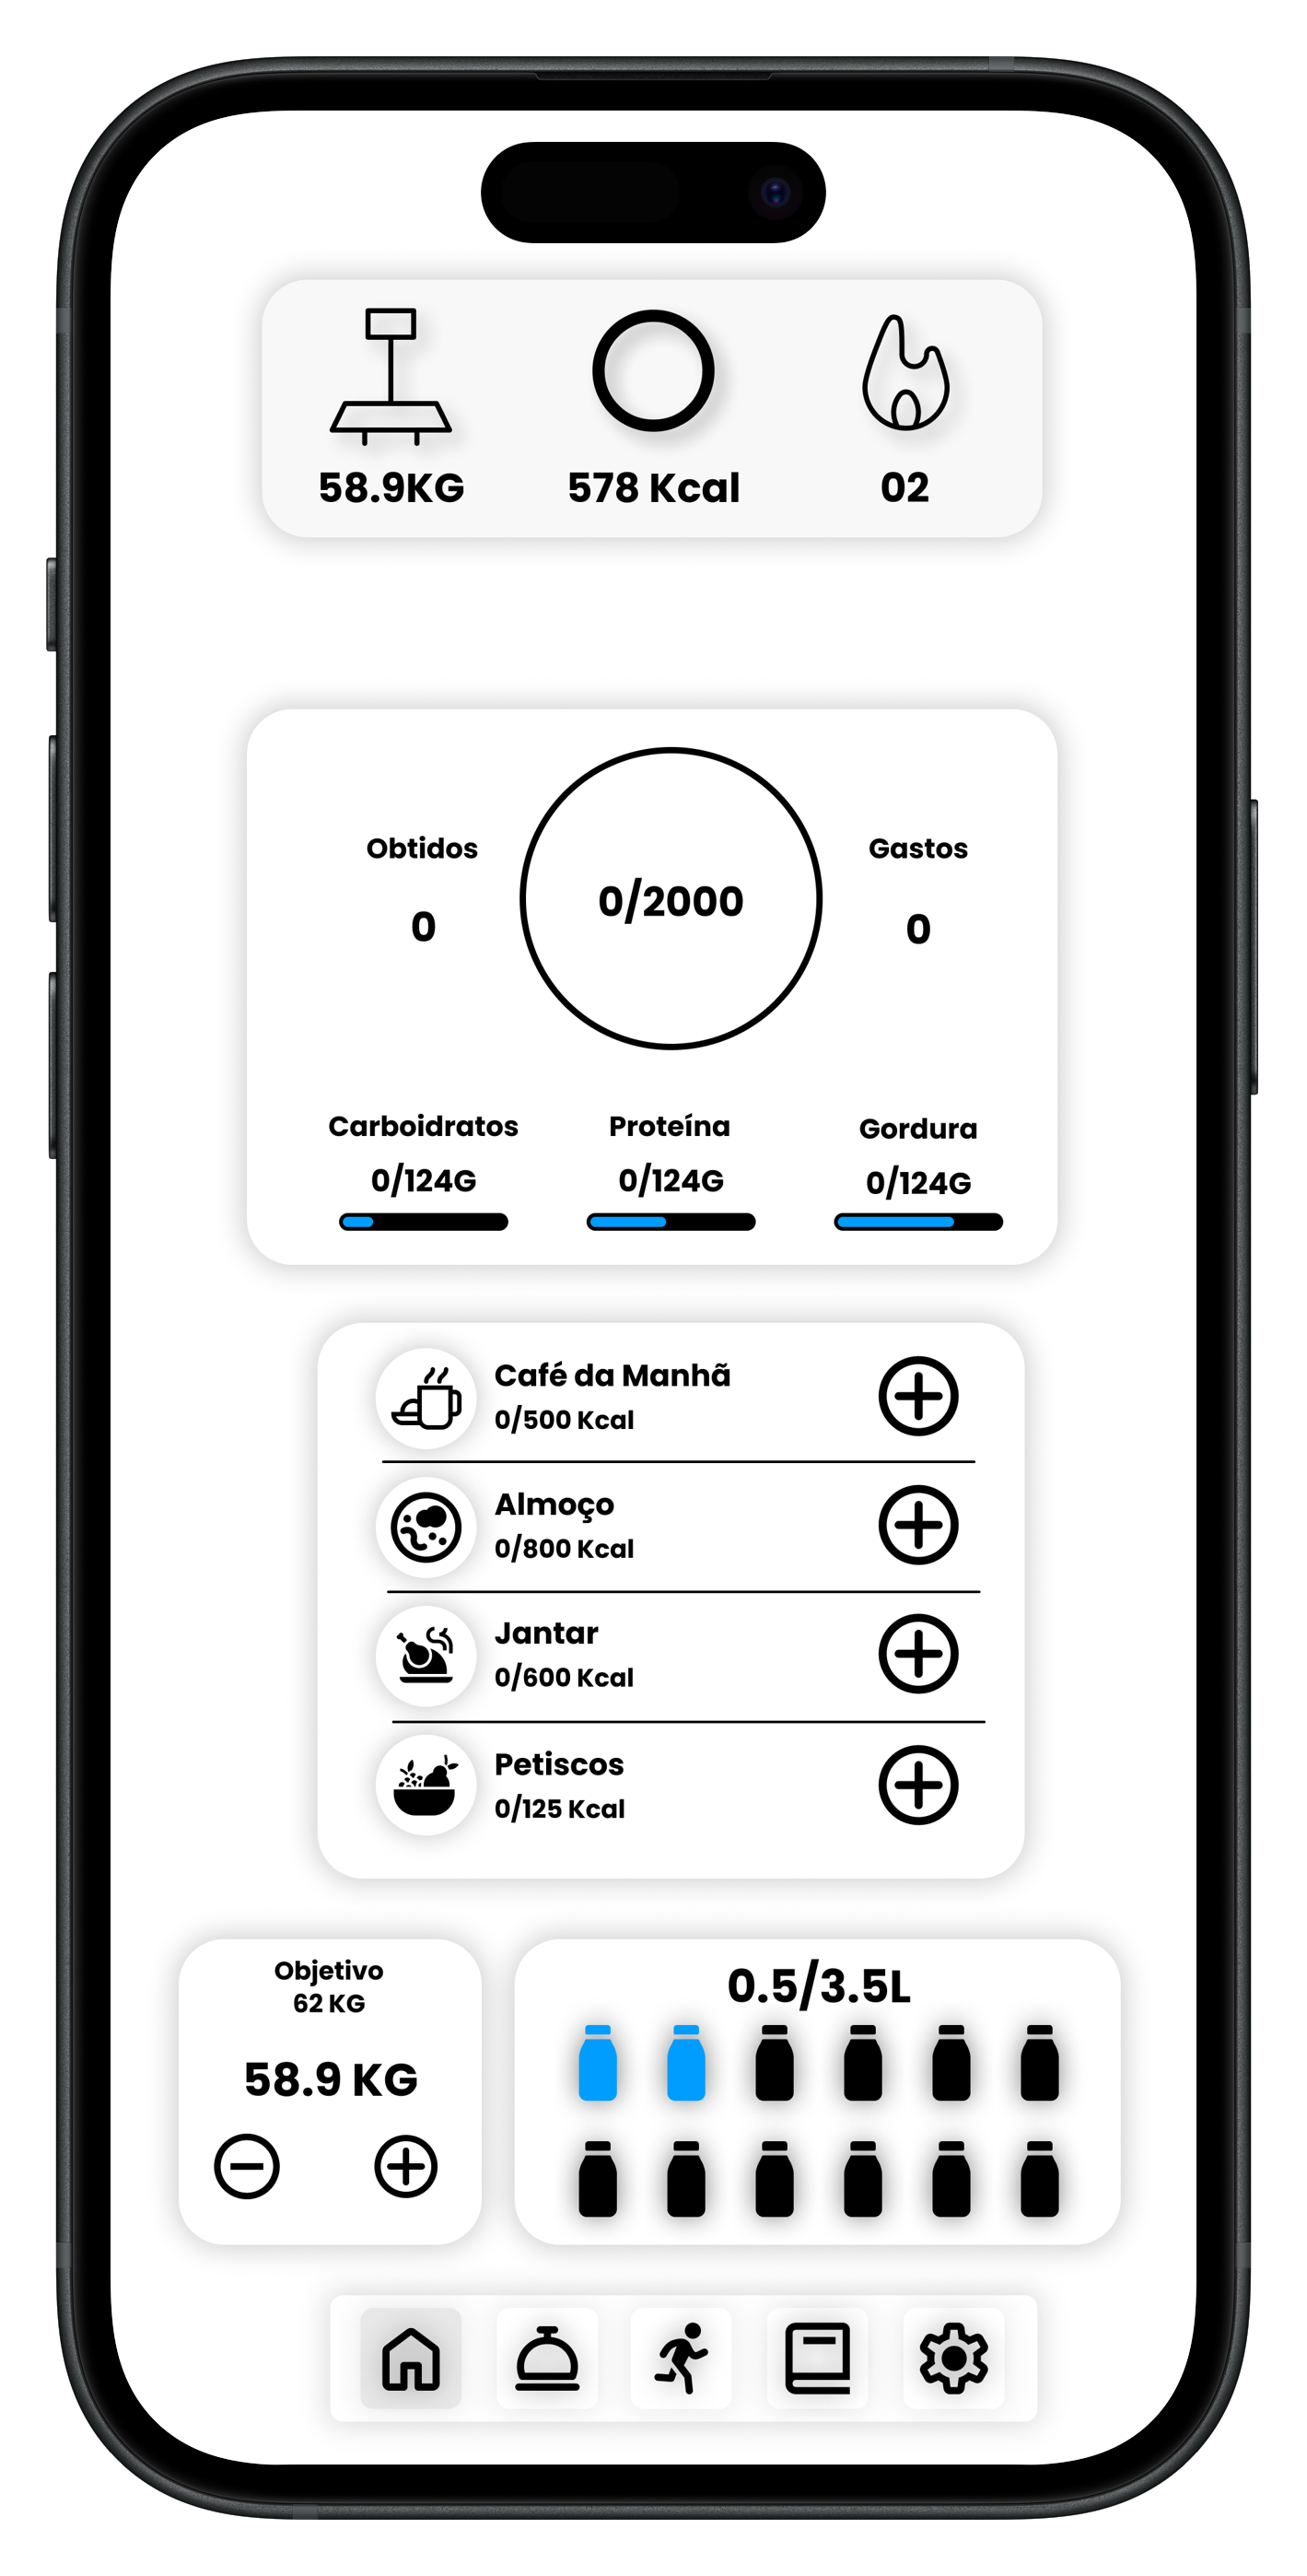 58.9KG
578 Kcal
02
Obtidos
0/2000
Gastos
0
0
Carboidratos
Proteína
Gordura
0/124G
0/124G
0/124G
Café da Manhã
0/500 Kcal
Almoço
0/800 Kcal
Jantar
0/600 Kcal
Petiscos
0/125 Kcal
Objetivo
62 KG
58.9 KG
0.5/3.5L